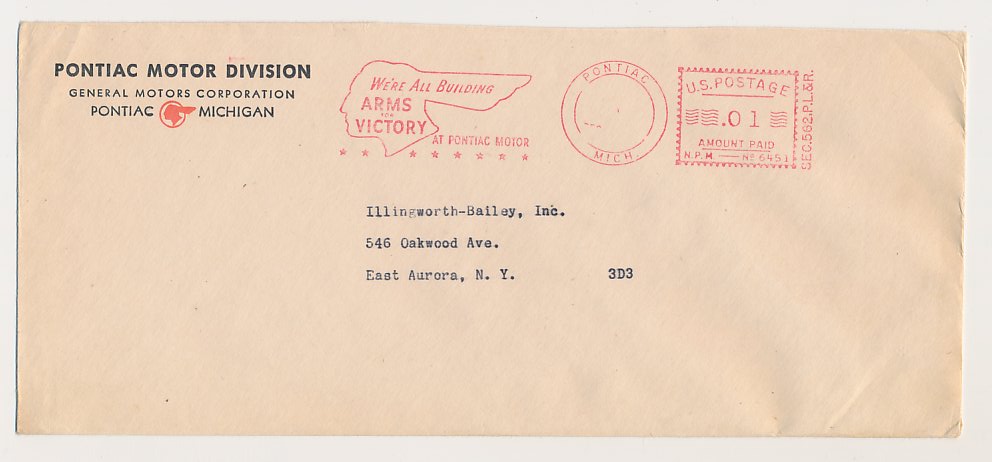 PONTIAC MOTOR DIVISION
GENERAL MOTORS CORPORATION
PONTIAC MICHIGAN
WE'RE ALL BUILDING
ARMS
FOR
VICTORY
AT PONTIAC MOTOR
PONTIAC
MICH.
U.S. POSTAGE
.01
AMOUNT PAID
N.P.M. No 6451
SEC.562,P.L.&R.
Illingworth-Bailey, Inc.
546 Oakwood Ave.
East Aurora, N. Y. 3D3